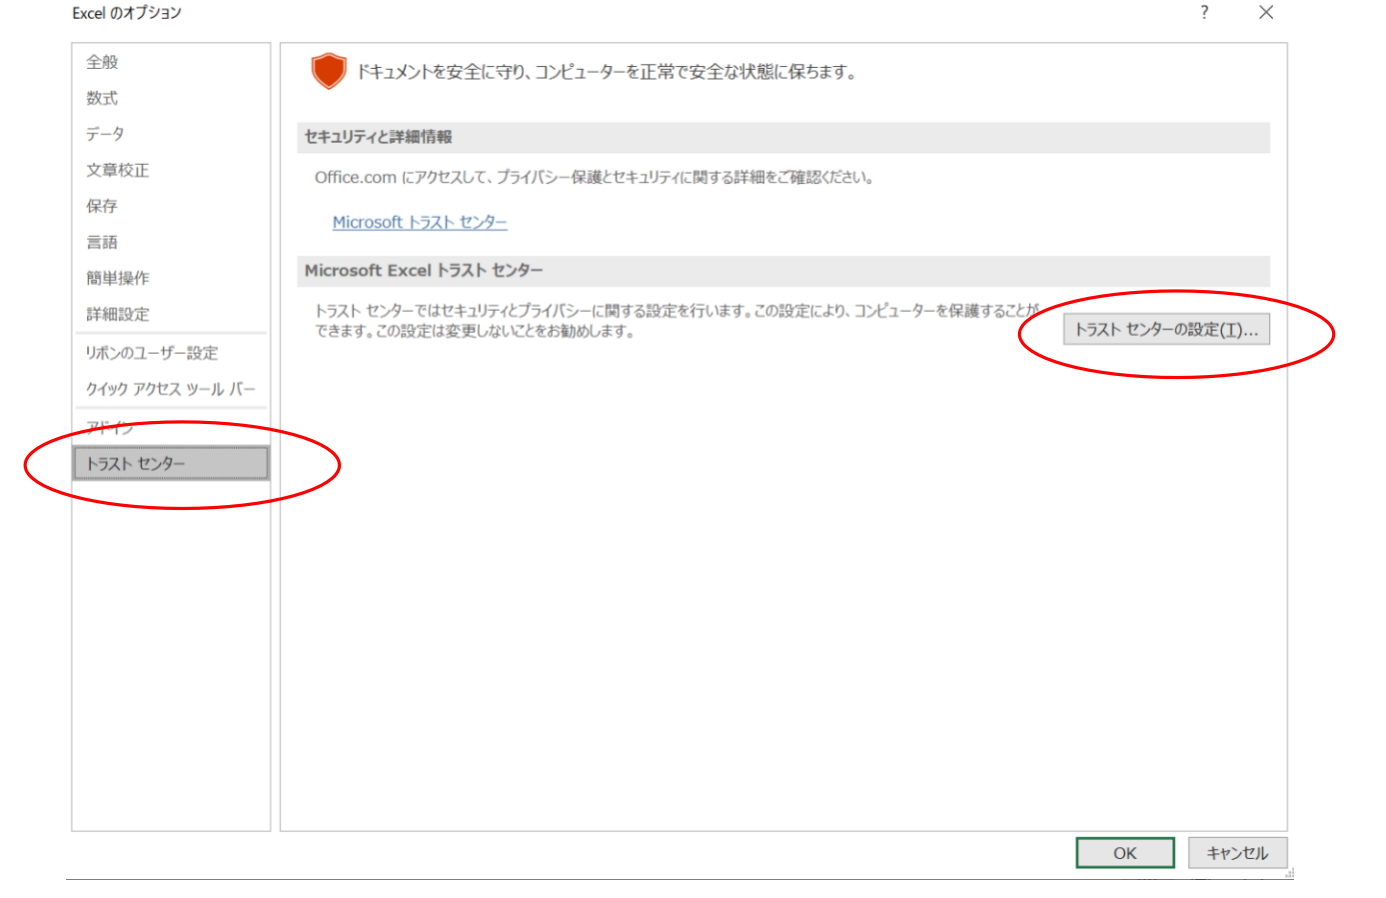 Excel のオプション
?
全般
数式
データ
文章校正
保存
言語
簡単操作
詳細設定
リボンのユーザー設定
クイック アクセス ツール バー
アドイン
トラスト センター
ドキュメントを安全に守り、コンピューターを正常で安全な状態に保ちます。
セキュリティと詳細情報
Office.com にアクセスして、プライバシー保護とセキュリティに関する詳細をご確認ください。
Microsoft トラスト センター
Microsoft Excel トラスト センター
トラスト センターではセキュリティとプライバシーに関する設定を行います。この設定により、コンピューターを保護することが
できます。この設定は変更しないことをお勧めします。
トラスト センターの設定(T)...
OK
キャンセル